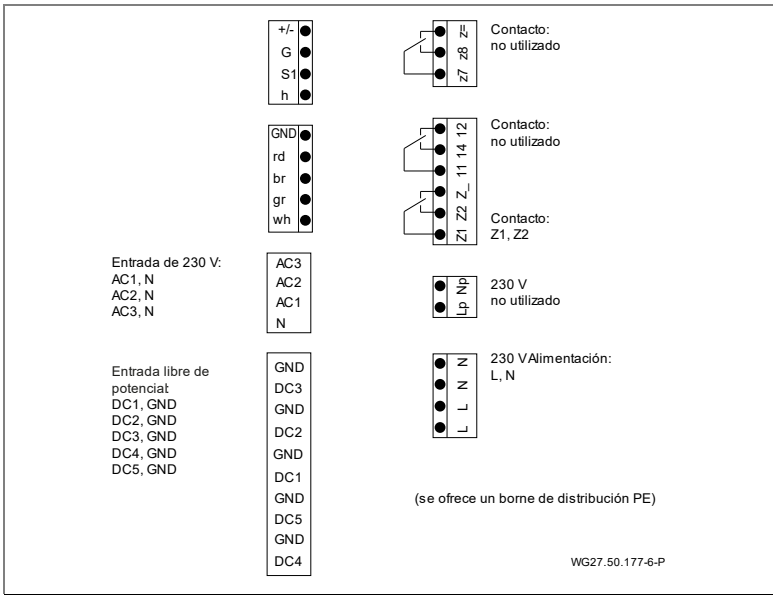 +/-
G
S1
h
GND
rd
br
gr
wh
Entrada de 230 V:
AC1, N
AC2, N
AC3, N
AC3
AC2
AC1
N
Entrada libre de
potencial:
DC1, GND
DC2, GND
DC3, GND
DC4, GND
DC5, GND
GND
DC3
GND
DC2
GND
DC1
GND
DC5
GND
DC4
z7 z8 z=
Contacto:
no utilizado
11 14 12
Contacto:
no utilizado
Z1 Z2 Z_
Contacto:
Z1, Z2
Lp Np
230 V
no utilizado
L L N N
230 VAlimentación:
L, N
(se ofrece un borne de distribución PE)
WG27.50.177-6-P